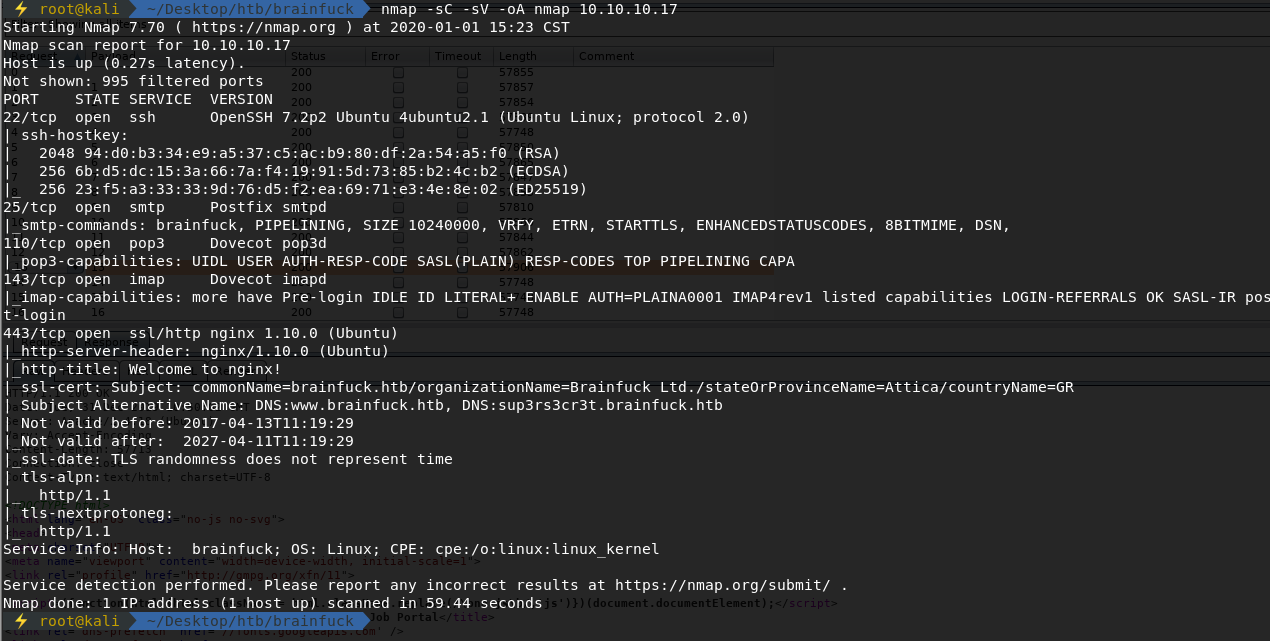 ⚡ root@kali ~/Desktop/htb/brainfuck nmap -sC -sV -oA nmap 10.10.10.17
Starting Nmap 7.70 ( https://nmap.org ) at 2020-01-01 15:23 CST
Nmap scan report for 10.10.10.17
Host is up (0.27s latency).
Not shown: 995 filtered ports
PORT    STATE SERVICE  VERSION
22/tcp  open  ssh      OpenSSH 7.2p2 Ubuntu 4ubuntu2.1 (Ubuntu Linux; protocol 2.0)
| ssh-hostkey:
|   2048 94:d0:b3:34:e9:a5:37:c5:ac:b9:80:df:2a:54:a5:f0 (RSA)
|   256 6b:d5:dc:15:3a:66:7a:f4:19:91:5d:73:85:b2:4c:b2 (ECDSA)
|_  256 23:f5:a3:33:33:9d:76:d5:f2:ea:69:71:e3:4e:8e:02 (ED25519)
25/tcp  open  smtp     Postfix smtpd
|_smtp-commands: brainfuck, PIPELINING, SIZE 10240000, VRFY, ETRN, STARTTLS, ENHANCEDSTATUSCODES, 8BITMIME, DSN,
110/tcp open  pop3     Dovecot pop3d
|_pop3-capabilities: UIDL USER AUTH-RESP-CODE SASL(PLAIN) RESP-CODES TOP PIPELINING CAPA
143/tcp open  imap     Dovecot imapd
|_imap-capabilities: more have Pre-login IDLE ID LITERAL+ ENABLE AUTH=PLAINA0001 IMAP4rev1 listed capabilities LOGIN-REFERRALS OK SASL-IR pos
t-login
443/tcp open  ssl/http nginx 1.10.0 (Ubuntu)
|_http-server-header: nginx/1.10.0 (Ubuntu)
|_http-title: Welcome to nginx!
| ssl-cert: Subject: commonName=brainfuck.htb/organizationName=Brainfuck Ltd./stateOrProvinceName=Attica/countryName=GR
| Subject Alternative Name: DNS:www.brainfuck.htb, DNS:sup3rs3cr3t.brainfuck.htb
| Not valid before: 2017-04-13T11:19:29
|_Not valid after:  2027-04-11T11:19:29
|_ssl-date: TLS randomness does not represent time
| tls-alpn:
|_  http/1.1
| tls-nextprotoneg:
|_  http/1.1
Service Info: Host:  brainfuck; OS: Linux; CPE: cpe:/o:linux:linux_kernel
Service detection performed. Please report any incorrect results at https://nmap.org/submit/ .
Nmap done: 1 IP address (1 host up) scanned in 59.44 seconds
⚡ root@kali ~/Desktop/htb/brainfuck
Status Error Timeout Length Comment
200 57855
200 57857
200 57854